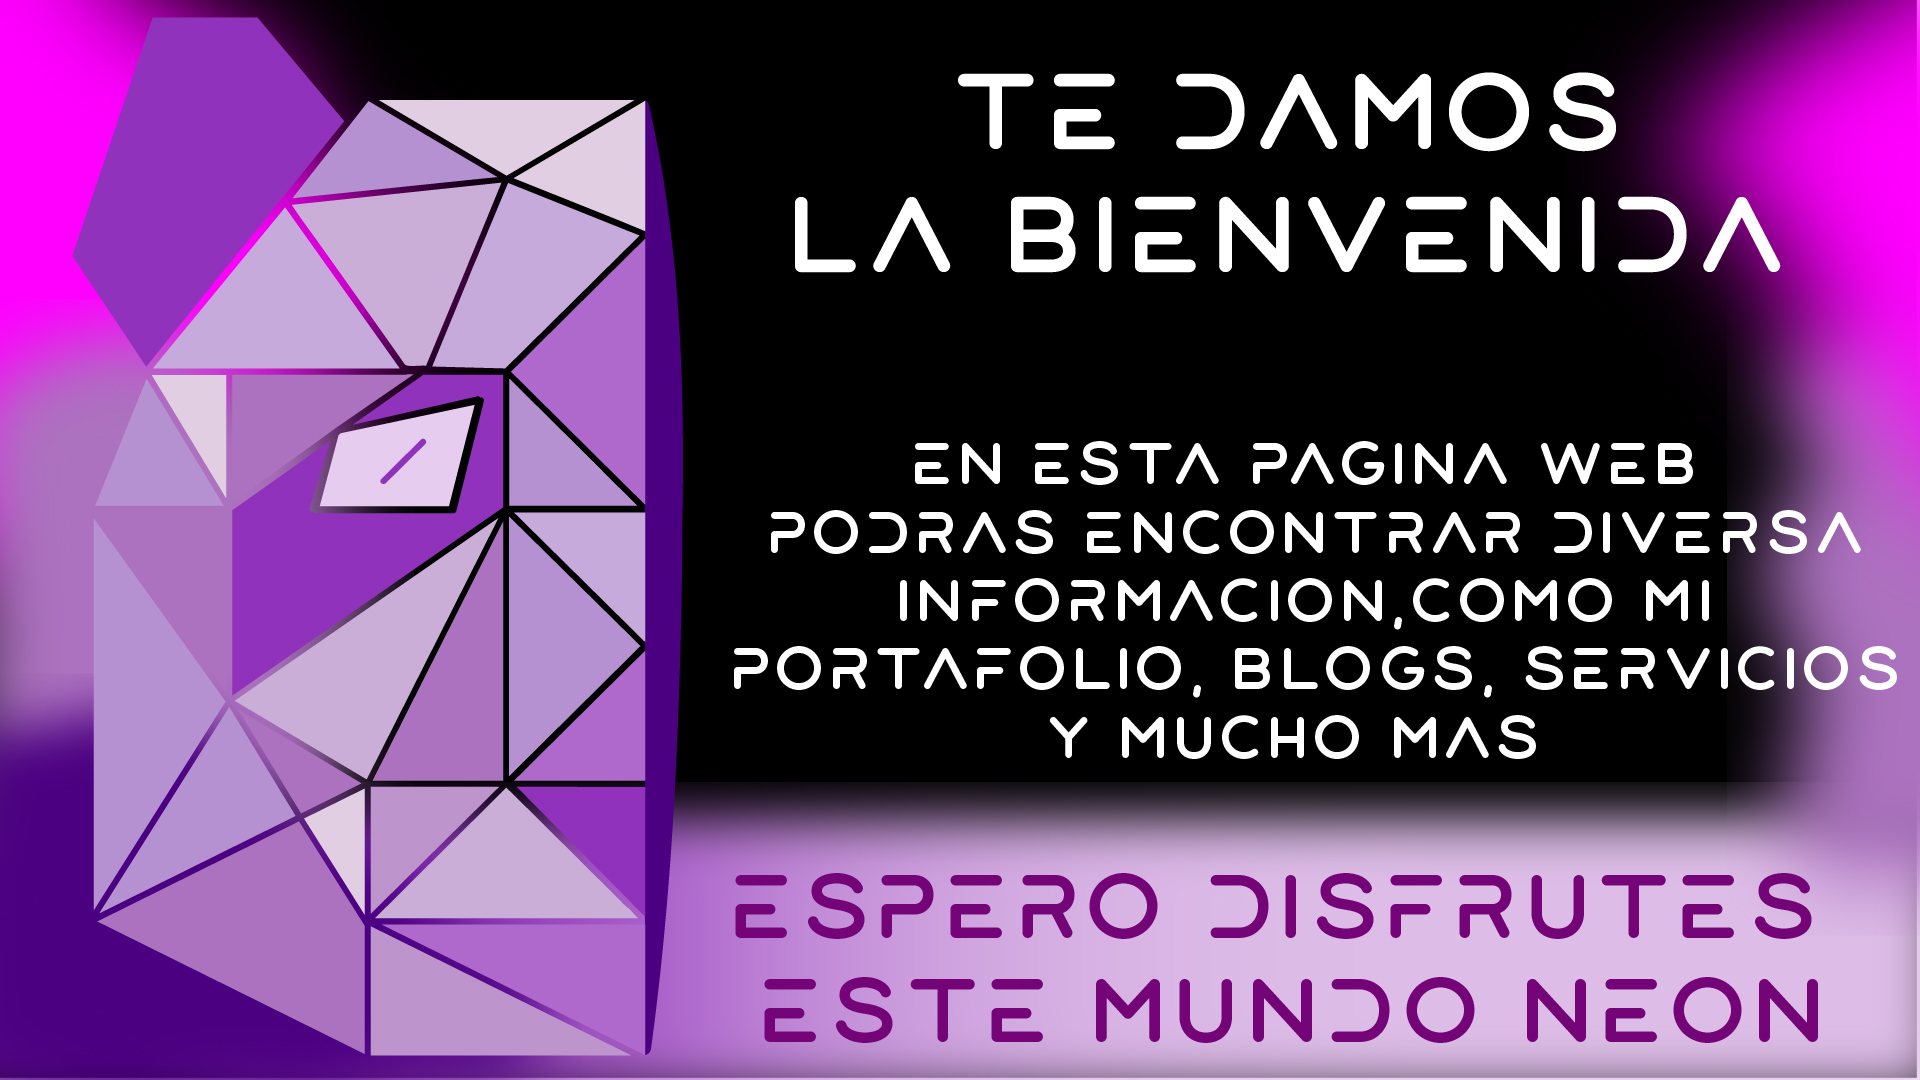 TE DAMOS
LA BIENVENIDA
EN ESTA PAGINA WEB
PODRAS ENCONTRAR DIVERSA
INFORMACION,COMO MI
PORTAFOLIO, BLOGS, SERVICIOS
Y MUCHO MAS
ESPERO DISFRUTES
ESTE MUNDO NEON